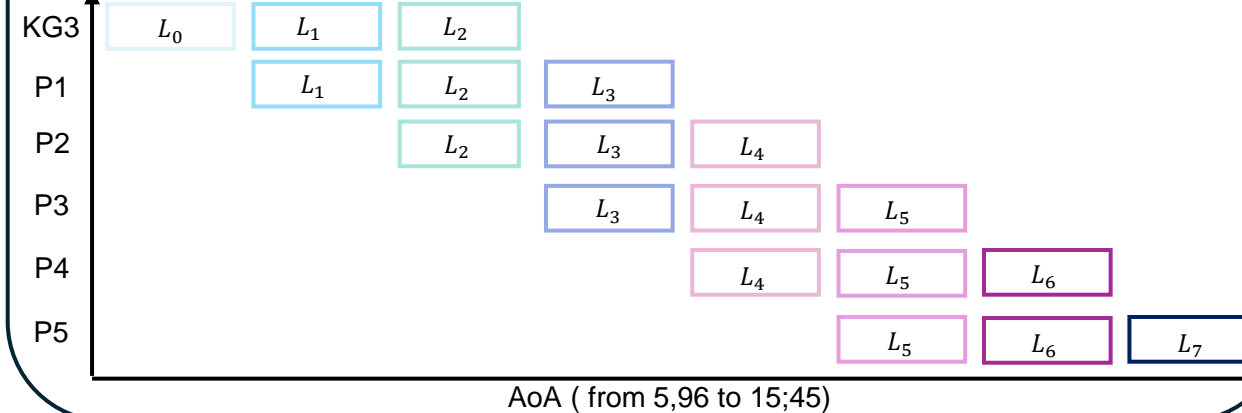 KG3 L₀ L₁ L₂
P1 L₁ L₂ L₃
P2 L₂ L₃ L₄
P3 L₃ L₄ L₅
P4 L₄ L₅ L₆
P5 L₅ L₆ L₇
AoA ( from 5,96 to 15;45)